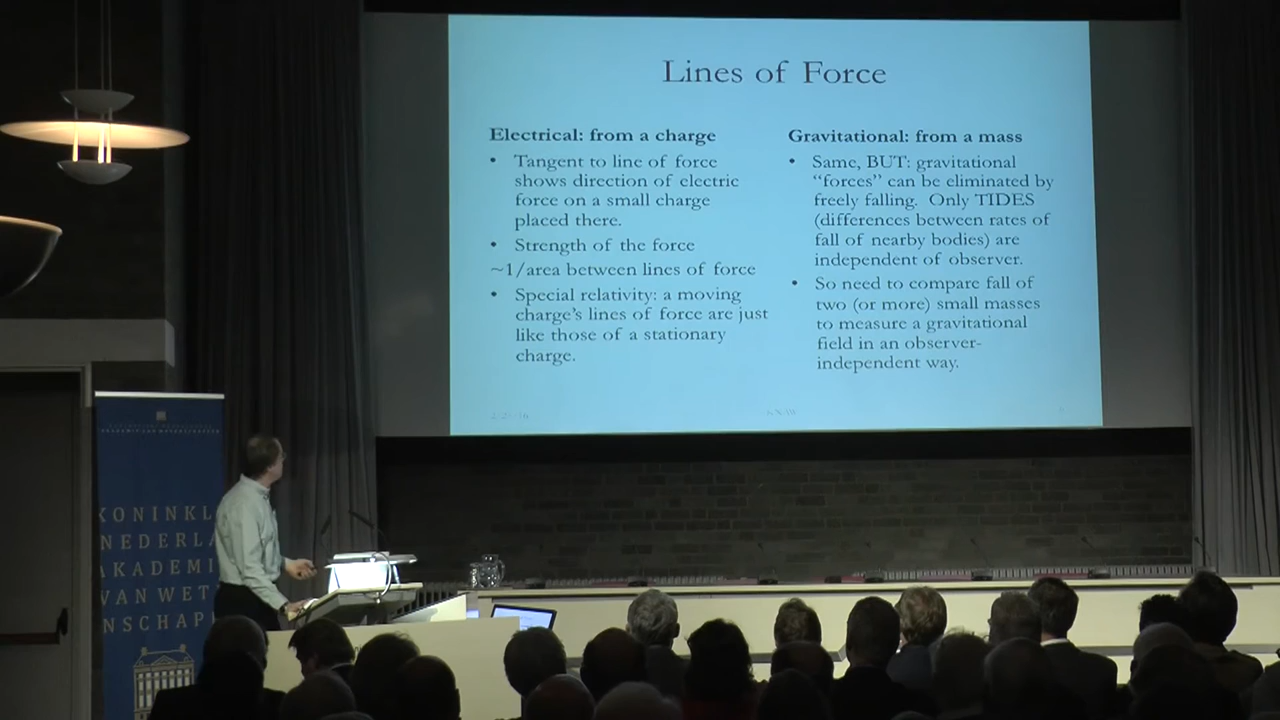 Lines of Force
Electrical: from a charge
• Tangent to line of force
shows direction of electric
force on a small charge
placed there.
• Strength of the force
~1/area between lines of force
• Special relativity: a moving
charge's lines of force are just
like those of a stationary
charge.
Gravitational: from a mass
• Same, BUT: gravitational
“forces” can be eliminated by
freely falling. Only TIDES
(differences between rates of
fall of nearby bodies) are
independent of observer.
• So need to compare fall of
two (or more) small masses
to measure a gravitational
field in an observer-
independent way.
KONINKL
NEDERLA
AKADEMI
VAN WET
NSCHAP